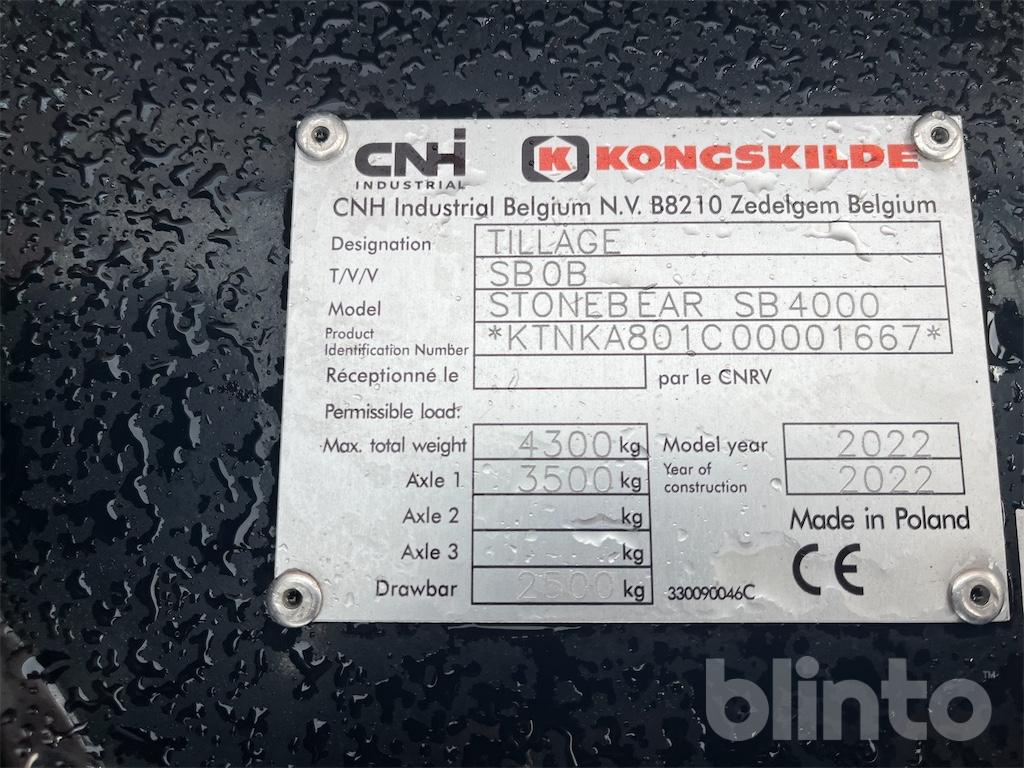 CNH INDUSTRIAL K KONGSKILDE
CNH Industrial Belgium N.V. B8210 Zedelgem Belgium
Designation TILLAGE
T/V/V SB0B
Model STONEBEAR SB4000
Product Identification Number *KTNKA801C00001667*
Réceptionné le par le CNRV
Permissible load:
Max. total weight 4300 kg Model year 2022
Axle 1 3500 kg Year of construction 2022
Axle 2 kg
Made in Poland
Axle 3 kg
CE
Drawbar 2500 kg 330090046C
blinto™